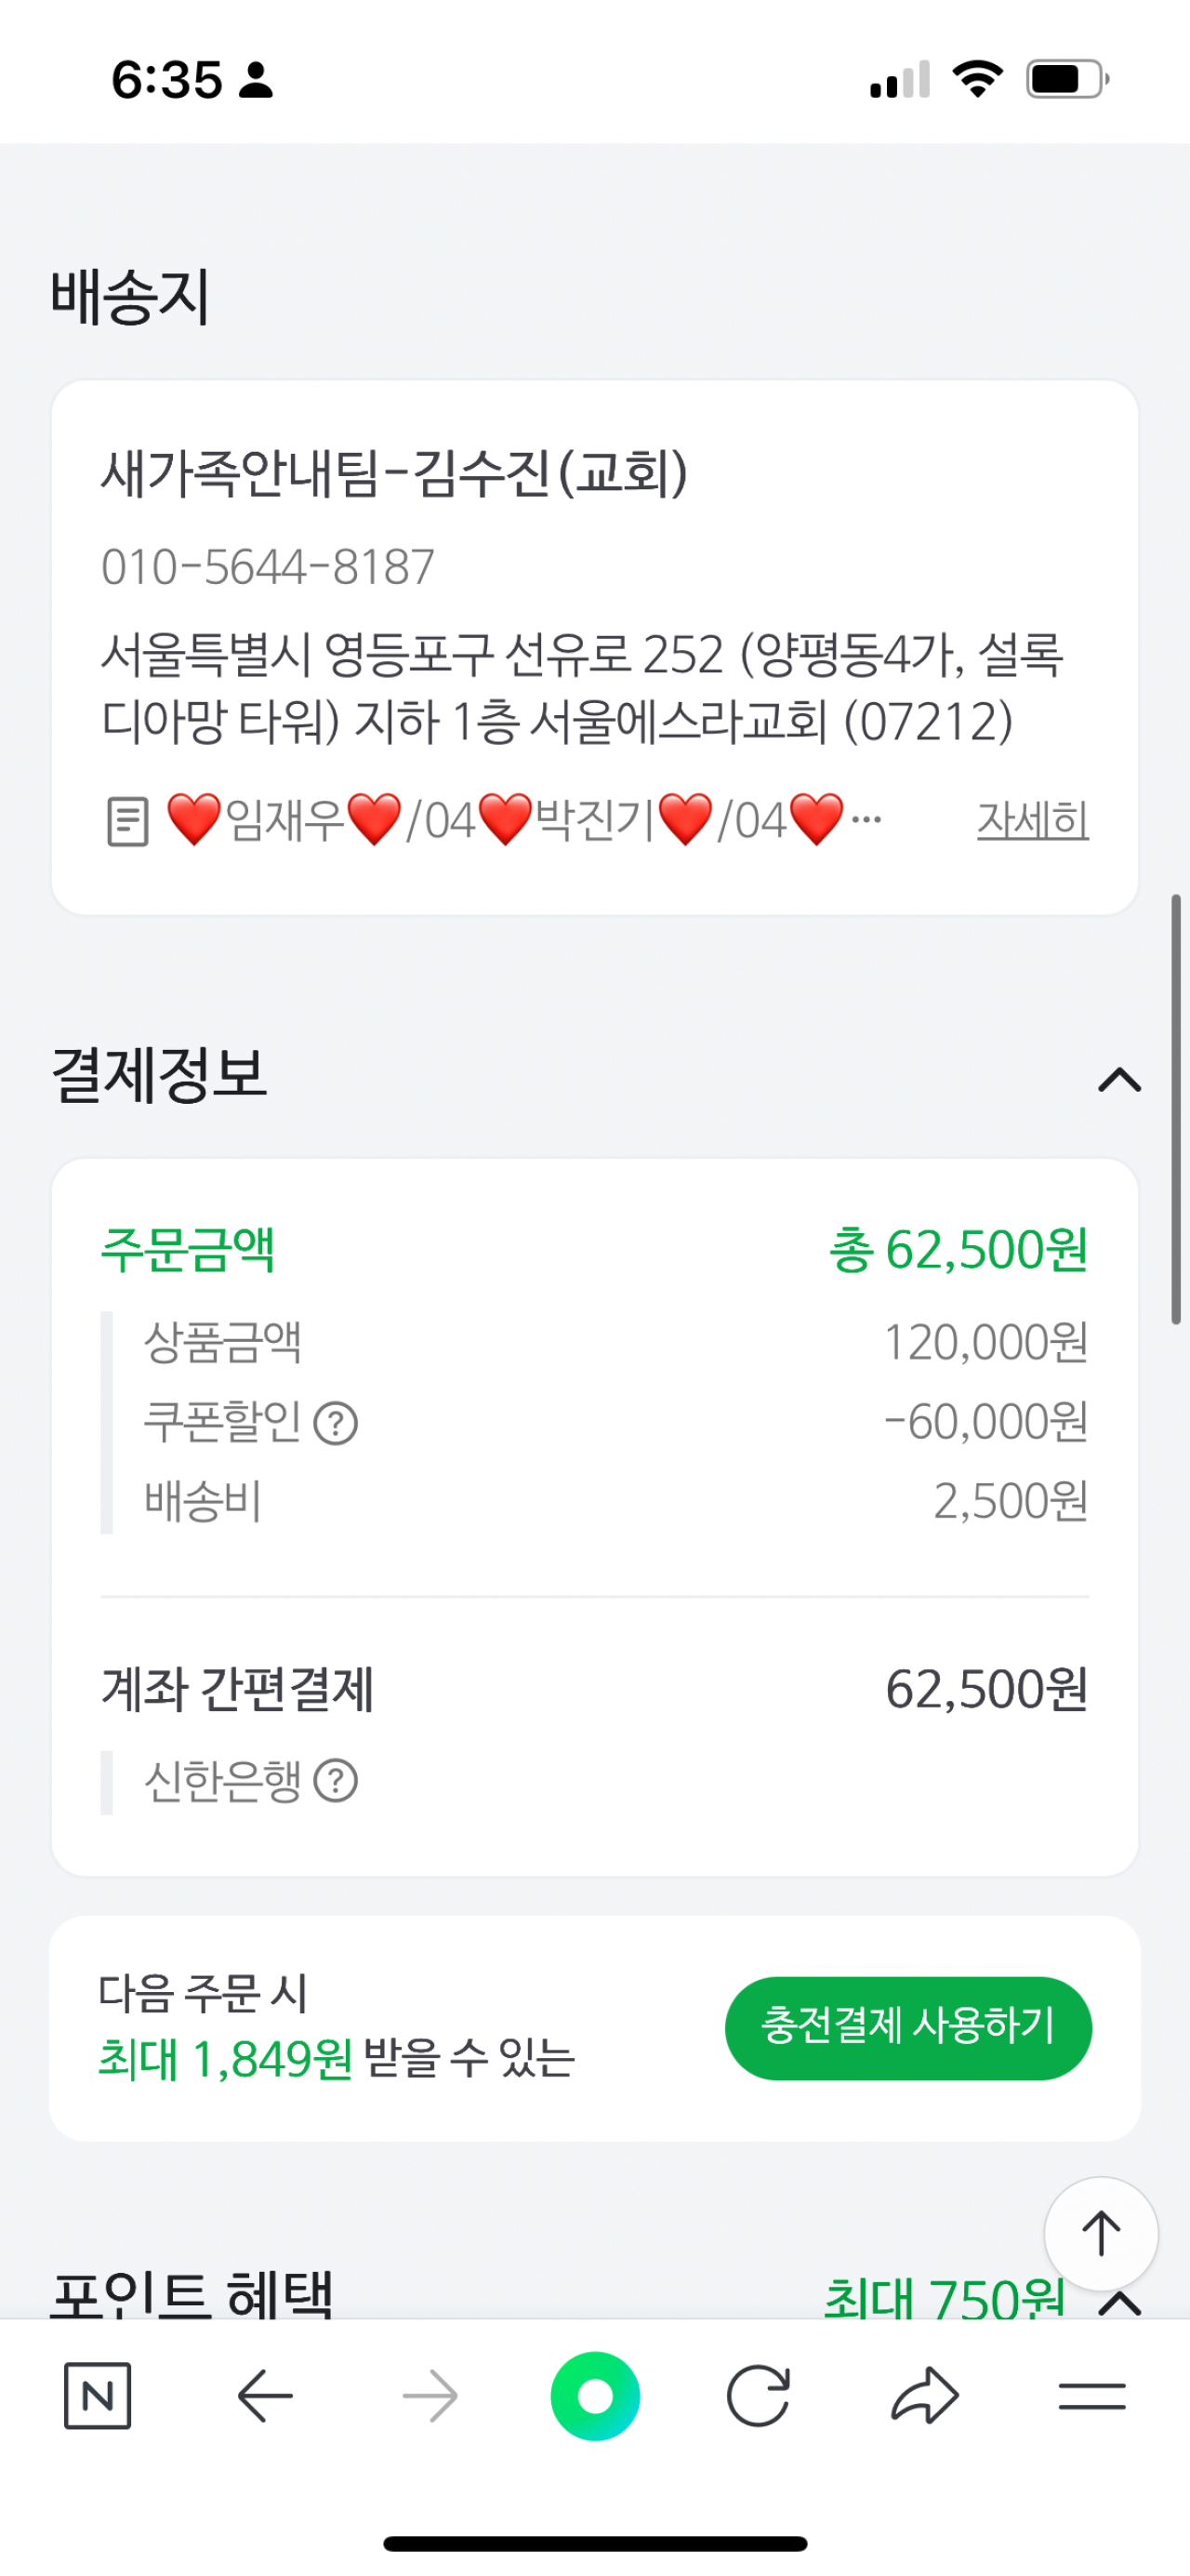 6:35
배송지
새가족안내팀-김수진(교회)
010-5644-8187
서울특별시 영등포구 선유로 252 (양평동4가, 설록
디아망 타워) 지하 1층 서울에스라교회 (07212)
❤️임재우❤️/04❤️박진기❤️/04❤️··· 자세히
결제정보
주문금액 총 62,500원
상품금액 120,000원
쿠폰할인 ? -60,000원
배송비 2,500원
계좌 간편결제 62,500원
신한은행 ?
다음 주문 시
최대 1,849원 받을 수 있는
충전결제 사용하기
포인트 혜택 최대 750원
N